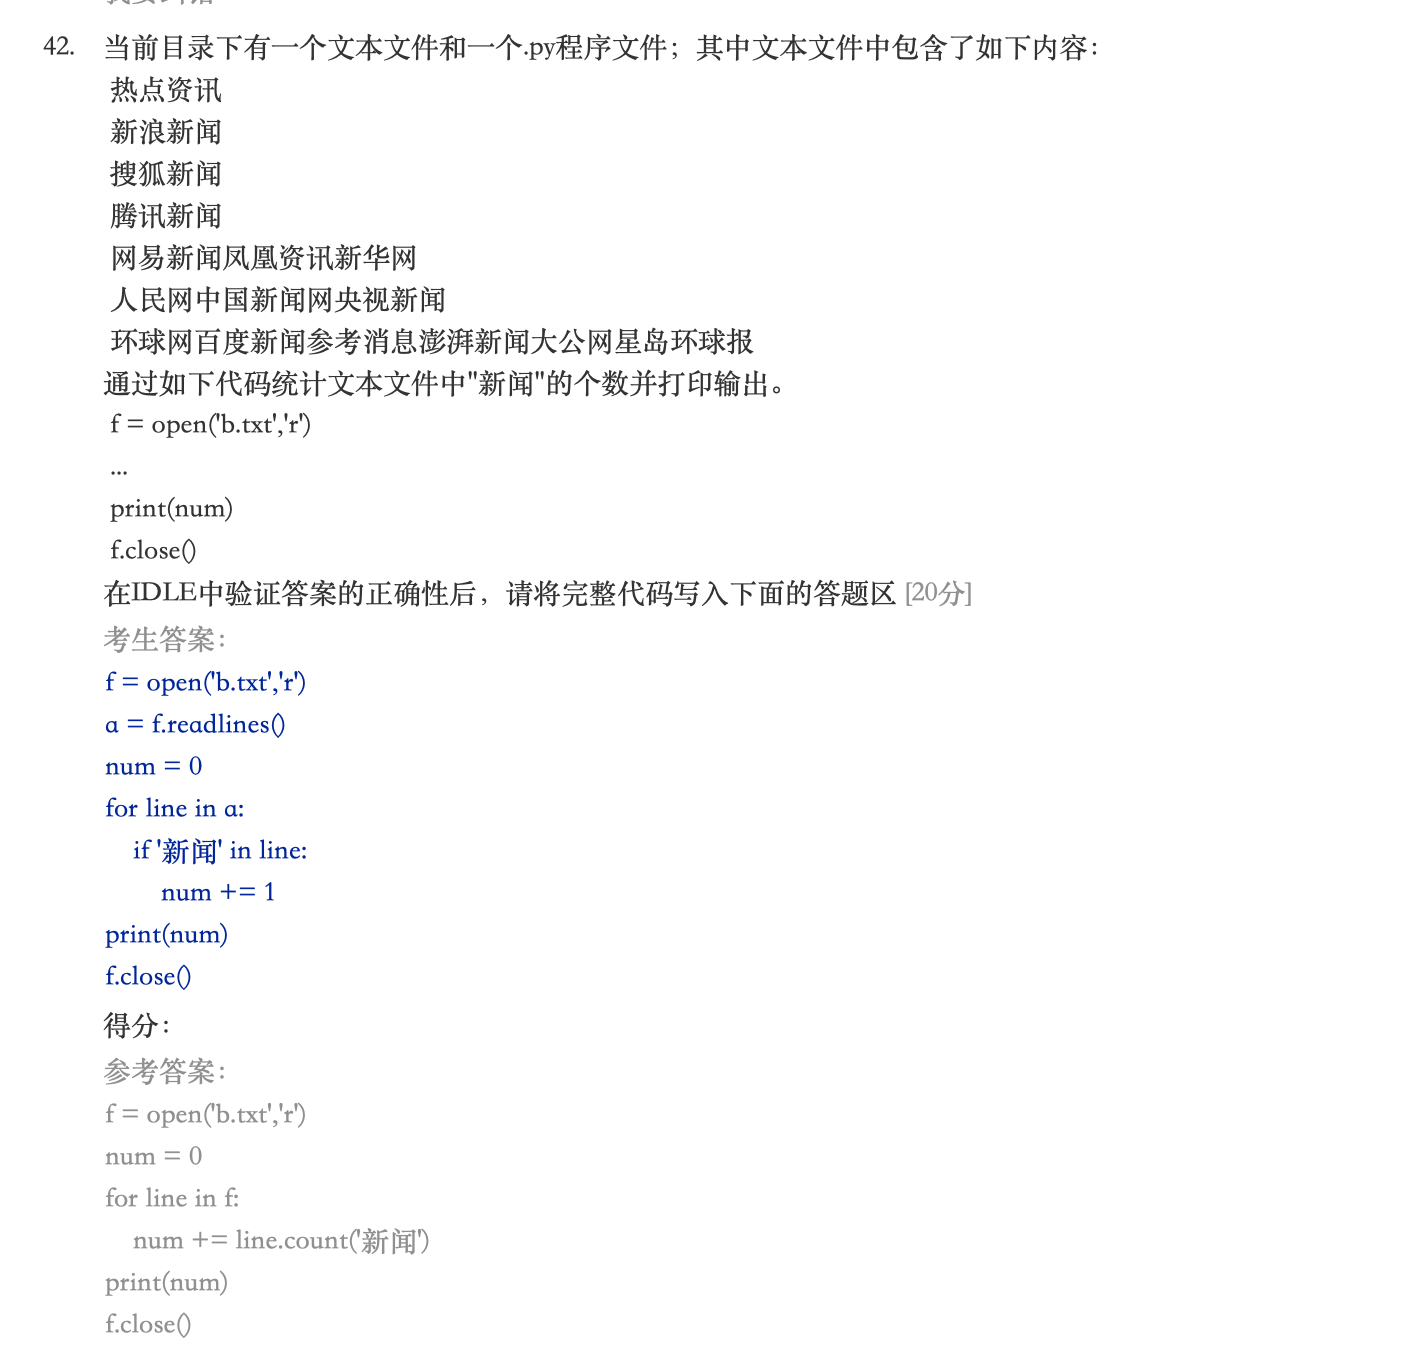 42. 当前目录下有一个文本文件和一个.py程序文件；其中文本文件中包含了如下内容：
热点资讯
新浪新闻
搜狐新闻
腾讯新闻
网易新闻凤凰资讯新华网
人民网中国新闻网央视新闻
环球网百度新闻参考消息澎湃新闻大公网星岛环球报
通过如下代码统计文本文件中"新闻"的个数并打印输出。
f = open('b.txt','r')
...
print(num)
f.close()
在IDLE中验证答案的正确性后，请将完整代码写入下面的答题区 [20分]
考生答案：
f = open('b.txt','r')
a = f.readlines()
num = 0
for line in a:
    if '新闻' in line:
        num += 1
print(num)
f.close()
得分：
参考答案：
f = open('b.txt','r')
num = 0
for line in f:
    num += line.count('新闻')
print(num)
f.close()